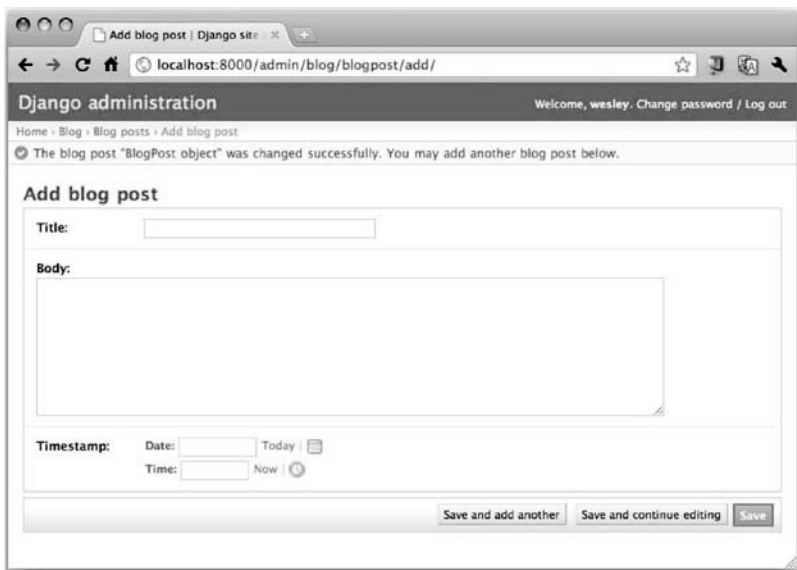 Add blog post | Django site
localhost:8000/admin/blog/blogpost/add/
Django administration
Welcome, wesley. Change password / Log out
Home › Blog › Blog posts › Add blog post
The blog post "BlogPost object" was changed successfully. You may add another blog post below.
Add blog post
Title:
Body:
Timestamp:
Date:
Today |
Time:
Now |
Save and add another
Save and continue editing
Save